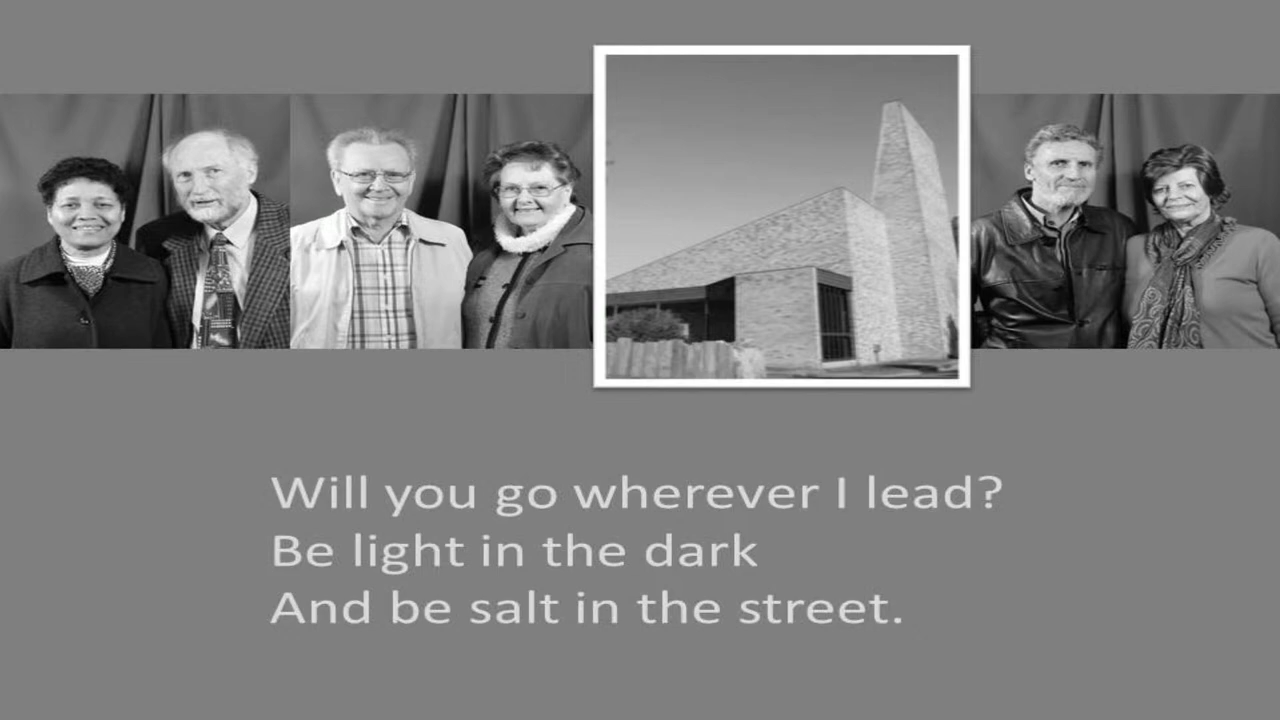 Will you go wherever I lead?
Be light in the dark
And be salt in the street.